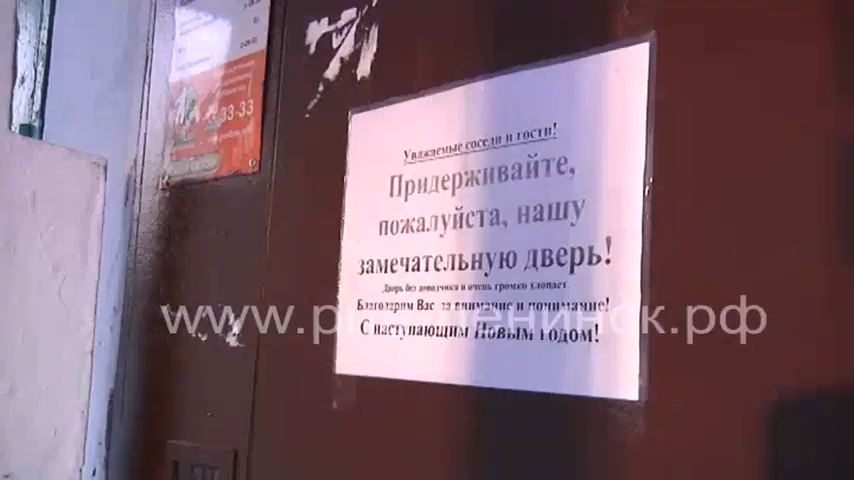 33-33
Уважаемые соседи и гости!
Придерживайте,
пожалуйста, нашу
замечательную дверь!
Дверь без доводчика и очень громко хлопает.
Благодарим Вас за внимание и понимание!
С наступающим Новым годом!